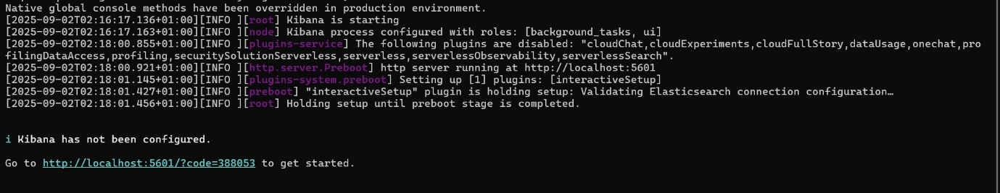 Native global console methods have been overridden in production environment.
[2025-09-02T02:16:17.136+01:00][INFO ][root] Kibana is starting
[2025-09-02T02:16:17.163+01:00][INFO ][node] Kibana process configured with roles: [background_tasks, ui]
[2025-09-02T02:18:00.855+01:00][INFO ][plugins-service] The following plugins are disabled: "cloudChat,cloudExperiments,cloudFullStory,dataUsage,onechat,pro
filingDataAccess,profiling,securitySolutionServerless,serverless,serverlessObservability,serverlessSearch".
[2025-09-02T02:18:00.921+01:00][INFO ][http.server.Preboot] http server running at http://localhost:5601
[2025-09-02T02:18:01.145+01:00][INFO ][plugins-system.preboot] Setting up [1] plugins: [interactiveSetup]
[2025-09-02T02:18:01.427+01:00][INFO ][preboot] "interactiveSetup" plugin is holding setup: Validating Elasticsearch connection configuration…
[2025-09-02T02:18:01.456+01:00][INFO ][root] Holding setup until preboot stage is completed.
i Kibana has not been configured.
Go to http://localhost:5601/?code=388053 to get started.